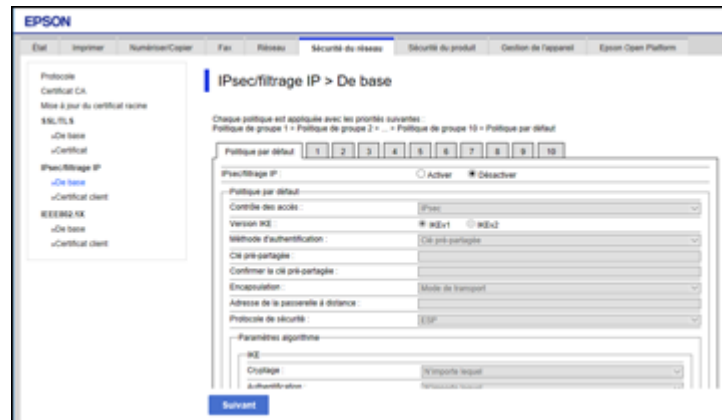 EPSON
État Imprimer Numériser/Copier Fax Réseau Sécurité du réseau Sécurité du produit Gestion de l'appareil Epson Open Platform
Protocole
Certificat CA
Mise à jour du certificat racine
SSL/TLS
»De base
»Certificat
IPsec/filtrage IP
»De base
»Certificat client
IEEE802.1X
»De base
»Certificat client
IPsec/filtrage IP > De base
Chaque politique est appliquée avec les priorités suivantes :
Politique de groupe 1 > Politique de groupe 2 > ... > Politique de groupe 10 > Politique par défaut
Politique par défaut 1 2 3 4 5 6 7 8 9 10
IPsec/filtrage IP : Activer Désactiver
Politique par défaut
Contrôle des accès : IPsec
Version IKE : IKEv1 IKEv2
Méthode d'authentification : Clé pré-partagée
Clé pré-partagée :
Confirmer la clé pré-partagée :
Encapsulation : Mode de transport
Adresse de la passerelle à distance :
Protocole de sécurité : ESP
Paramètres algorithme
IKE
Cryptage : N'importe lequel
Authentification : N'importe lequel
Suivant